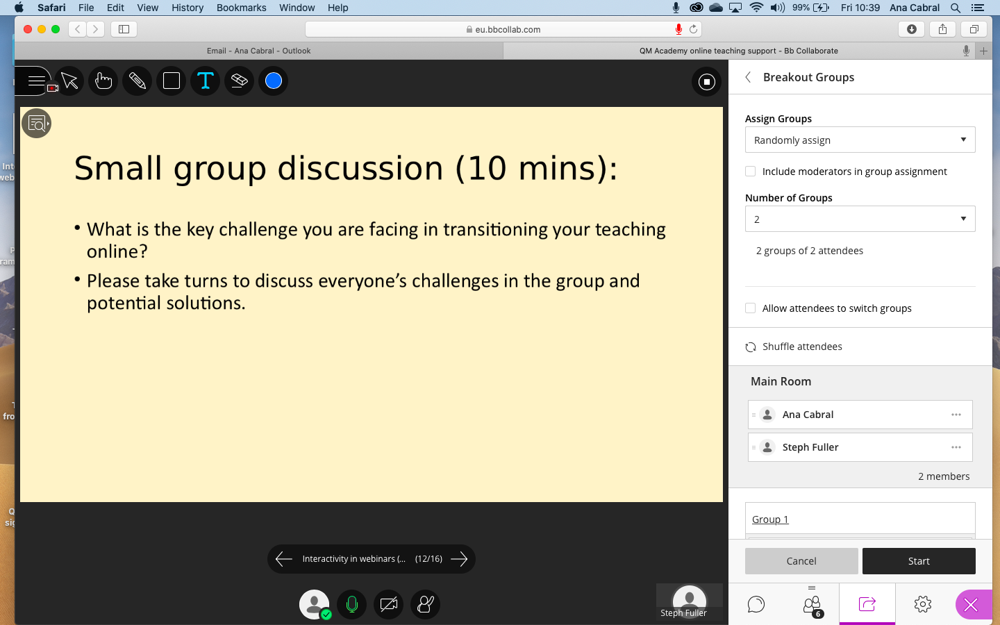 Safari File Edit View History Bookmarks Window Help 99% Fri 10:39 Ana Cabral
eu.bbcollab.com
Email - Ana Cabral - Outlook
QM Academy online teaching support - Bb Collaborate
T
Small group discussion (10 mins):
• What is the key challenge you are facing in transitioning your teaching
online?
• Please take turns to discuss everyone’s challenges in the group and
potential solutions.
Interactivity in webinars (... (12/16)
Steph Fuller
Breakout Groups
Assign Groups
Randomly assign
Include moderators in group assignment
Number of Groups
2
2 groups of 2 attendees
Allow attendees to switch groups
Shuffle attendees
Main Room
Ana Cabral
Steph Fuller
2 members
Group 1
Cancel
Start
6